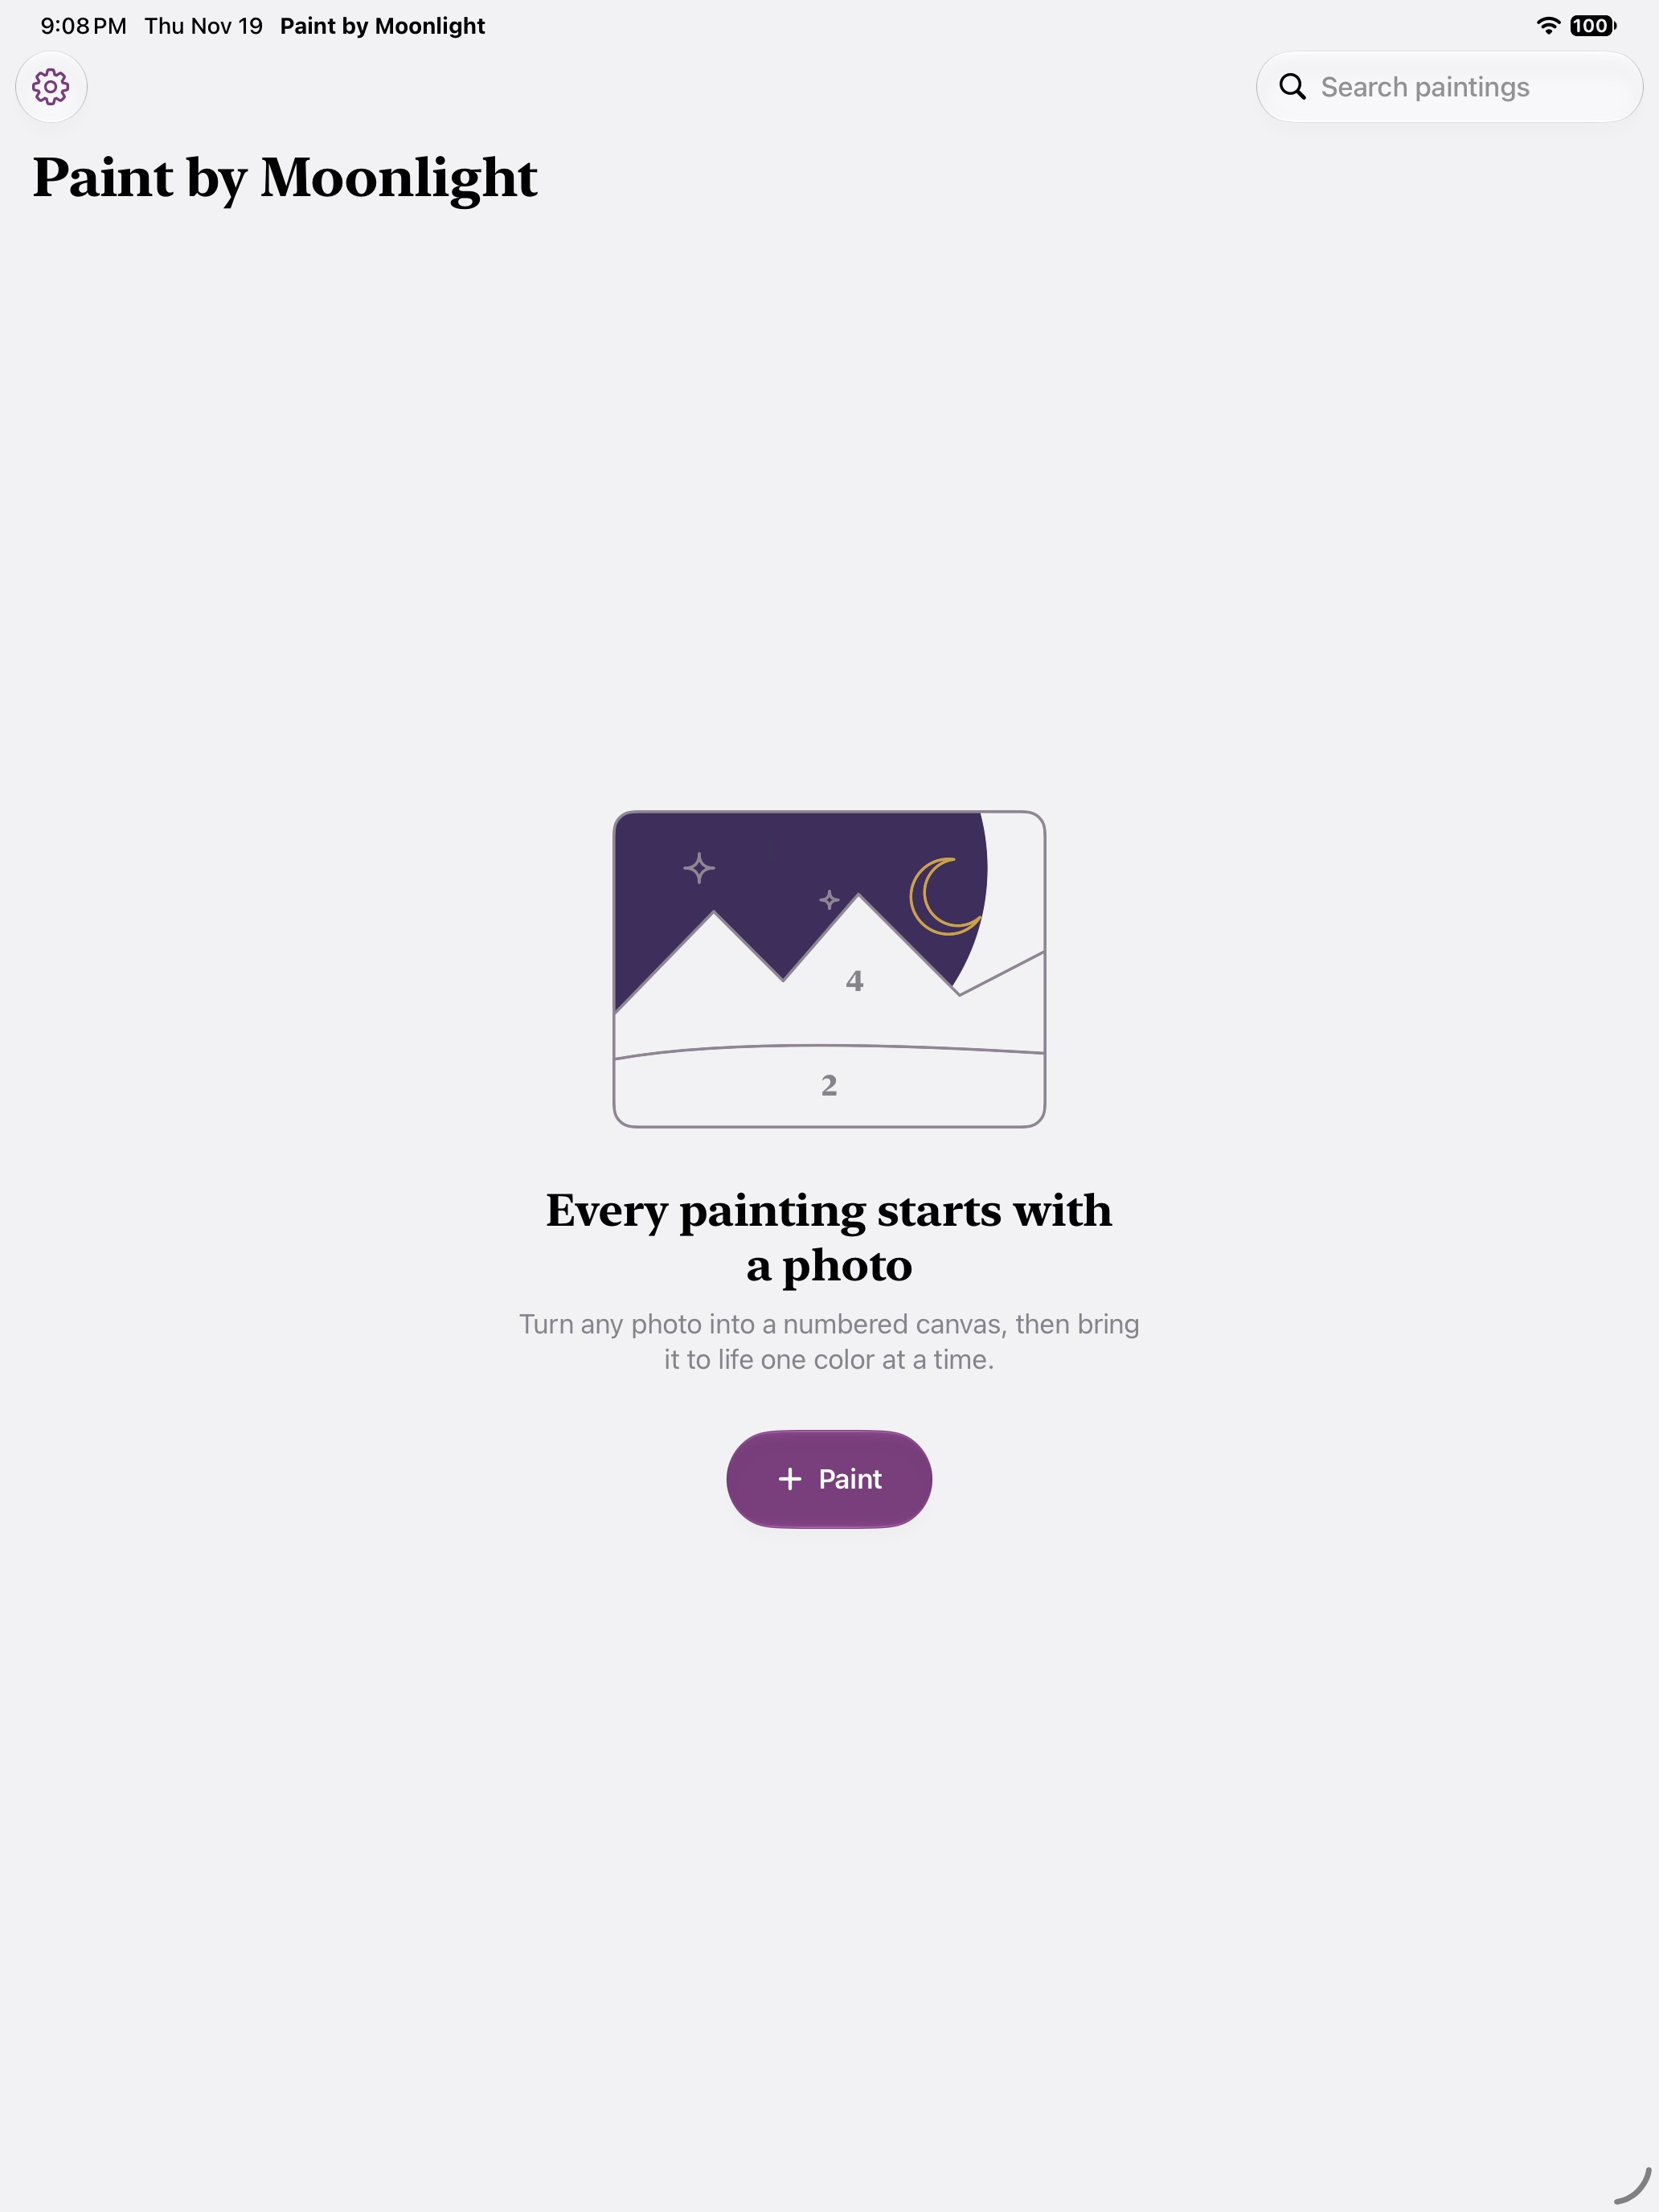 9:08 PM Thu Nov 19 Paint by Moonlight
100
Search paintings
Paint by Moonlight
4
2
Every painting starts with
a photo
Turn any photo into a numbered canvas, then bring
it to life one color at a time.
+ Paint